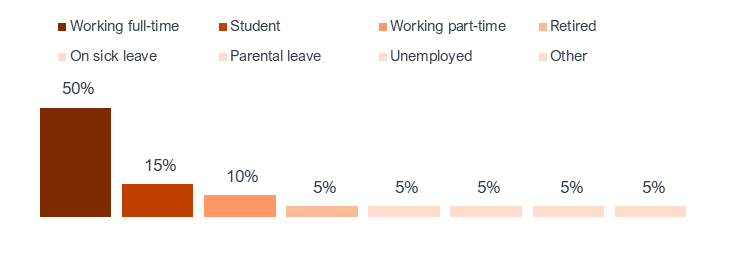 Working full-time Student Working part-time Retired
On sick leave Parental leave Unemployed Other
50%
15%
10%
5% 5% 5% 5% 5%